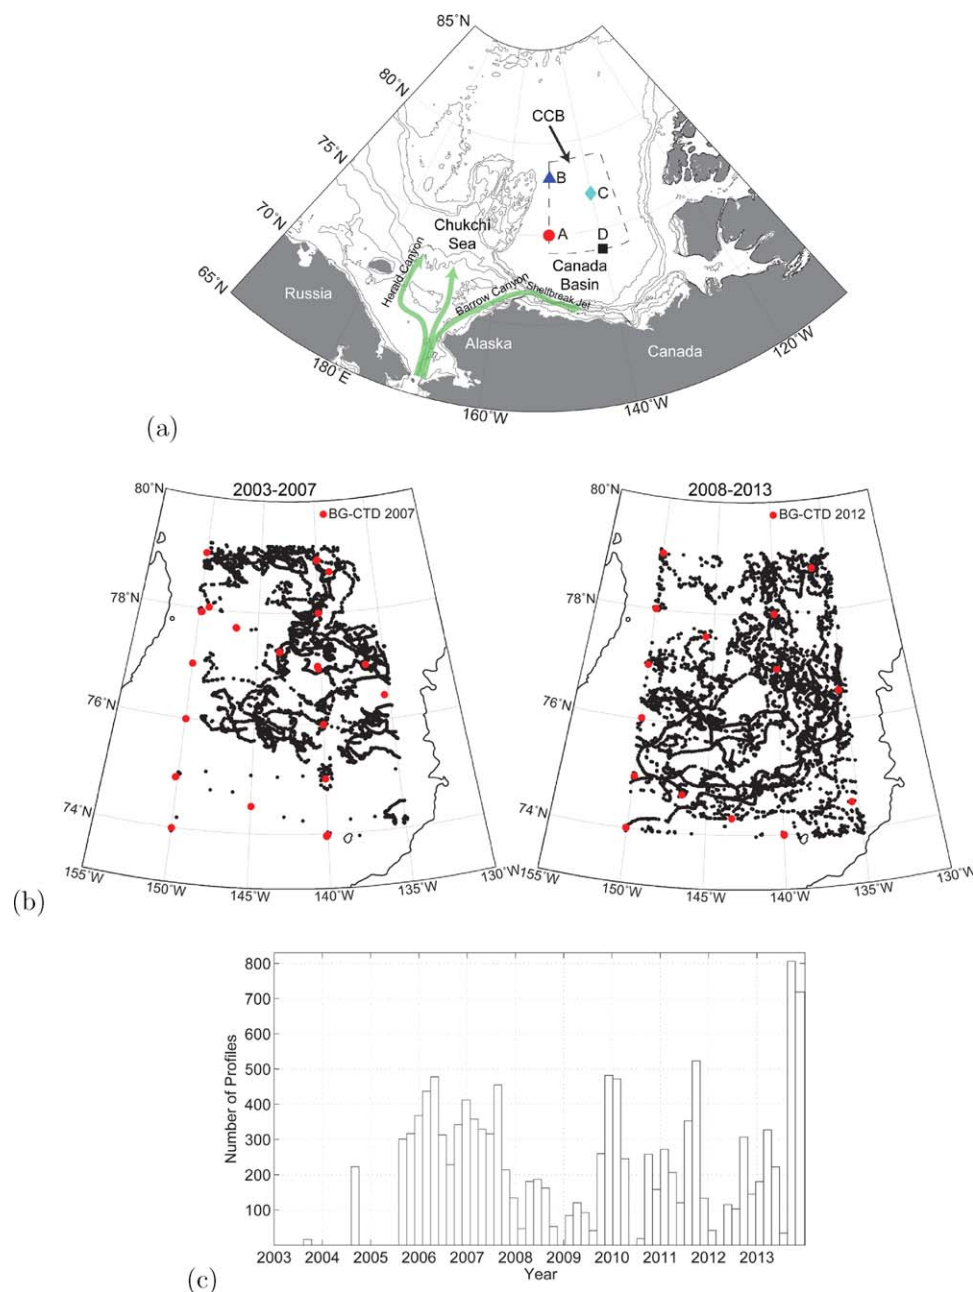 85°N
80°N
75°N
70°N
65°N
CCB
B
C
A
D
Chukchi
Sea
Canada
Basin
Herald Canyon
Barrow Canyon
Shelfbreak Jet
Russia
Alaska
Canada
180°E
160°W
140°W
120°W
(a)
80°N
2003-2007
BG-CTD 2007
78°N
76°N
74°N
155°W
150°W
145°W
140°W
135°W
130°W
80°N
2008-2013
BG-CTD 2012
78°N
76°N
74°N
155°W
150°W
145°W
140°W
135°W
130°W
(b)
800
700
600
500
400
300
200
100
Number of Profiles
2003 2004 2005 2006 2007 2008 2009 2010 2011 2012 2013
Year
(c)